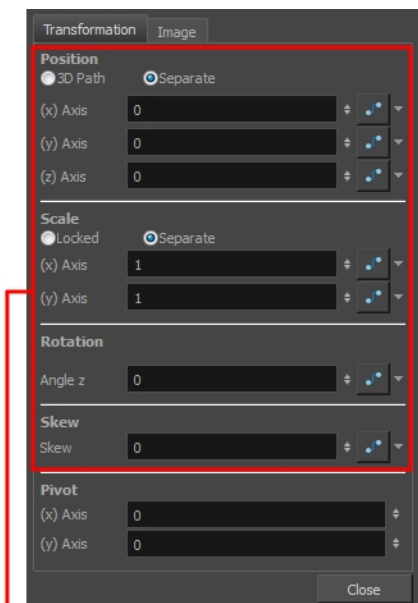 Transformation Image
Position
3D Path Separate
(x) Axis 0
(y) Axis 0
(z) Axis 0
Scale
Locked Separate
(x) Axis 1
(y) Axis 1
Rotation
Angle z 0
Skew
Skew 0
Pivot
(x) Axis 0
(y) Axis 0
Close